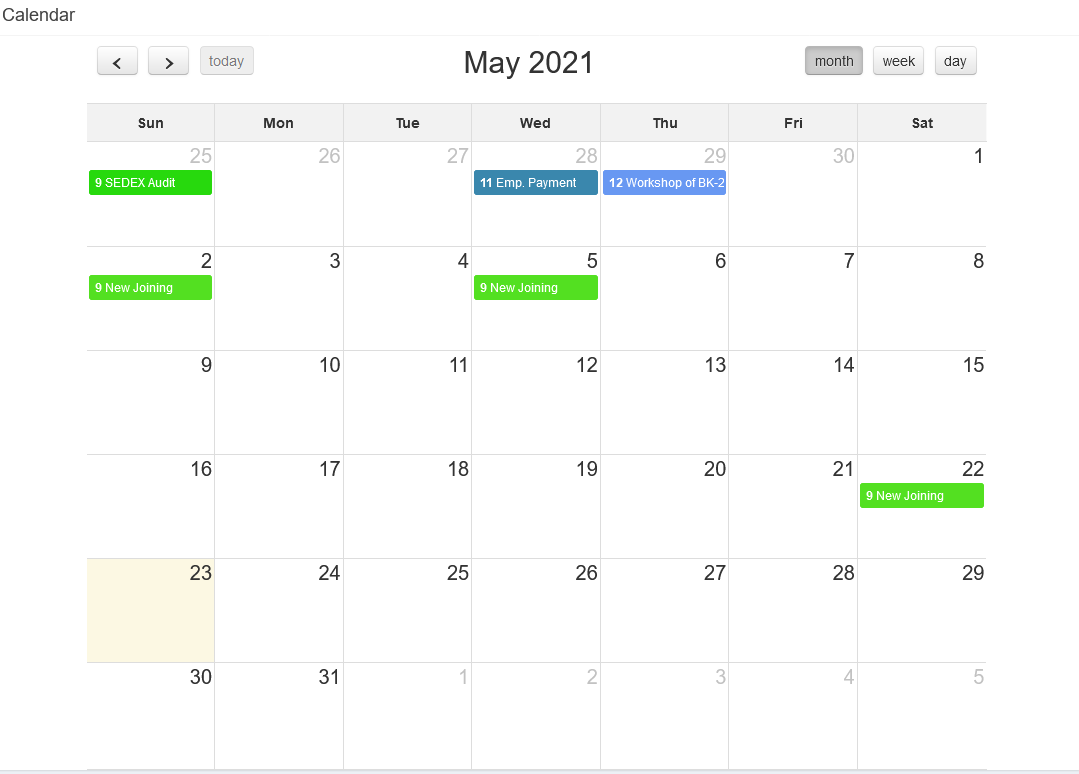 Calendar
today
May 2021
month week day
Sun Mon Tue Wed Thu Fri Sat
25 26 27 28 29 30 1
9 SEDEX Audit 11 Emp. Payment 12 Workshop of BK-2
2 3 4 5 6 7 8
9 New Joining 9 New Joining
9 10 11 12 13 14 15
16 17 18 19 20 21 22
9 New Joining
23 24 25 26 27 28 29
30 31 1 2 3 4 5